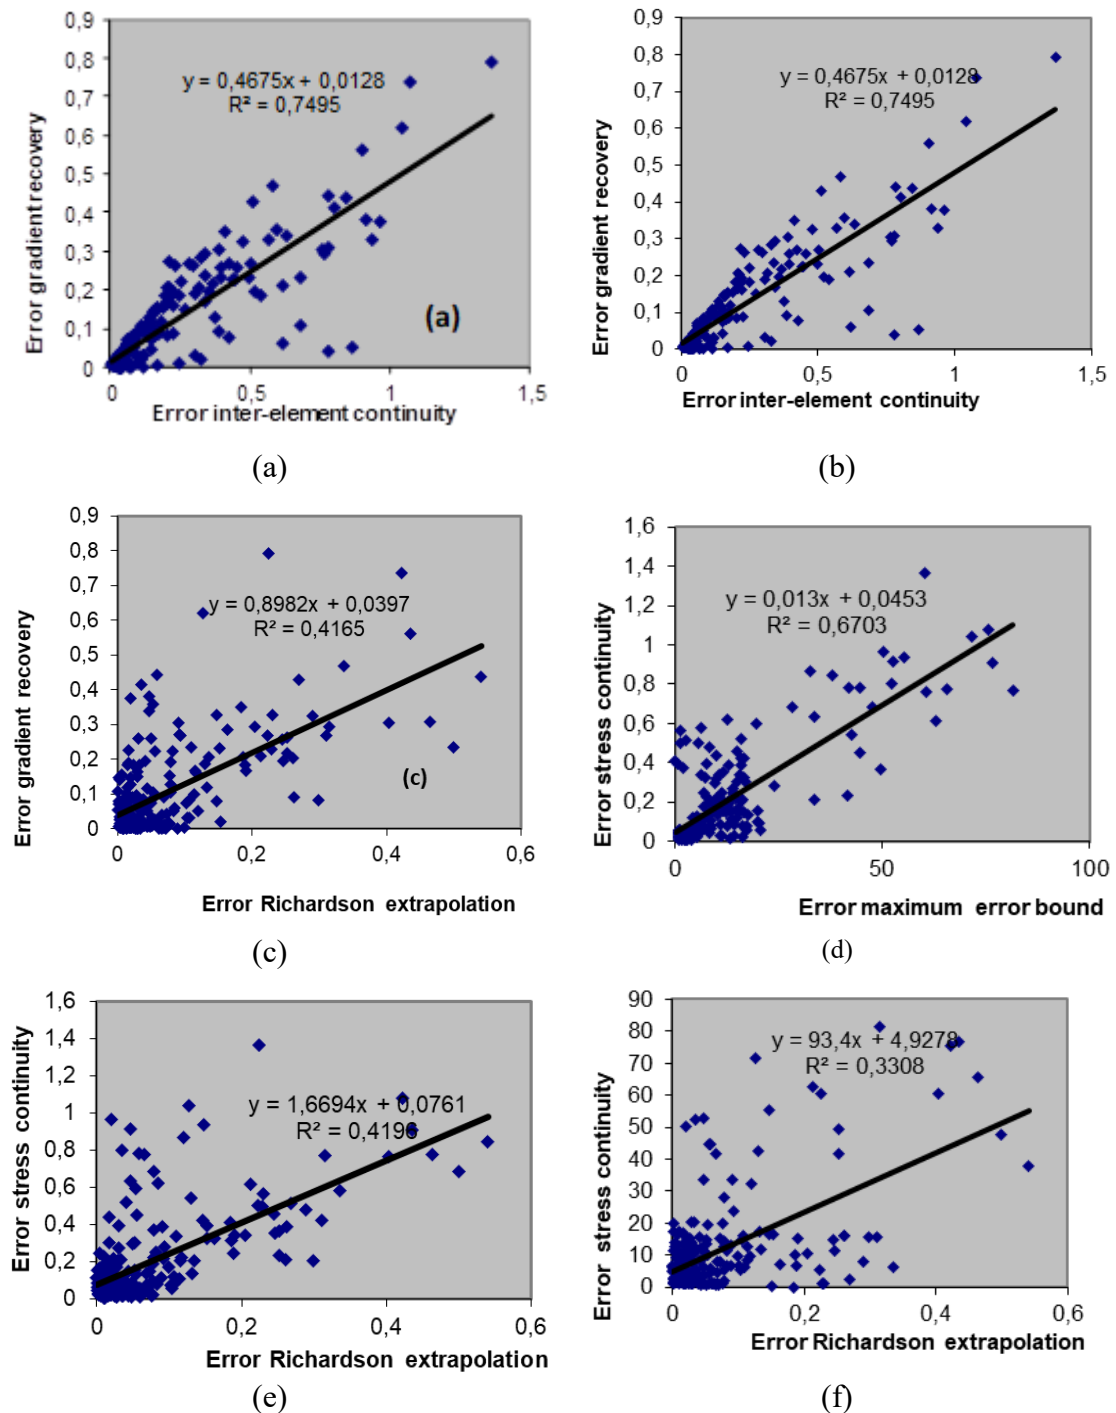 0,9
0,8
0,7
0,6
0,5
0,4
0,3
0,2
0,1
0
Error gradient recovery
y = 0,4675x + 0,0128
R² = 0,7495
(a)
0
0,5
1
1,5
Error inter-element continuity
(a)
0,9
0,8
0,7
0,6
0,5
0,4
0,3
0,2
0,1
0
Error gradient recovery
y = 0,4675x + 0,0128
R² = 0,7495
0
0,5
1
1,5
Error inter-element continuity
(b)
0,9
0,8
0,7
0,6
0,5
0,4
0,3
0,2
0,1
0
Error gradient recovery
y = 0,8982x + 0,0397
R² = 0,4165
(c)
0
0,2
0,4
0,6
Error Richardson extrapolation
(c)
1,6
1,4
1,2
1
0,8
0,6
0,4
0,2
0
Error stress continuity
y = 0,013x + 0,0453
R² = 0,6703
0
50
100
Error maximum error bound
(d)
1,6
1,4
1,2
1
0,8
0,6
0,4
0,2
0
Error stress continuity
y = 1,6694x + 0,0761
R² = 0,4196
0
0,2
0,4
0,6
Error Richardson extrapolation
(e)
90
80
70
60
50
40
30
20
10
0
Error stress continuity
y = 93,4x + 4,9278
R² = 0,3308
0
0,2
0,4
0,6
Error Richardson extrapolation
(f)